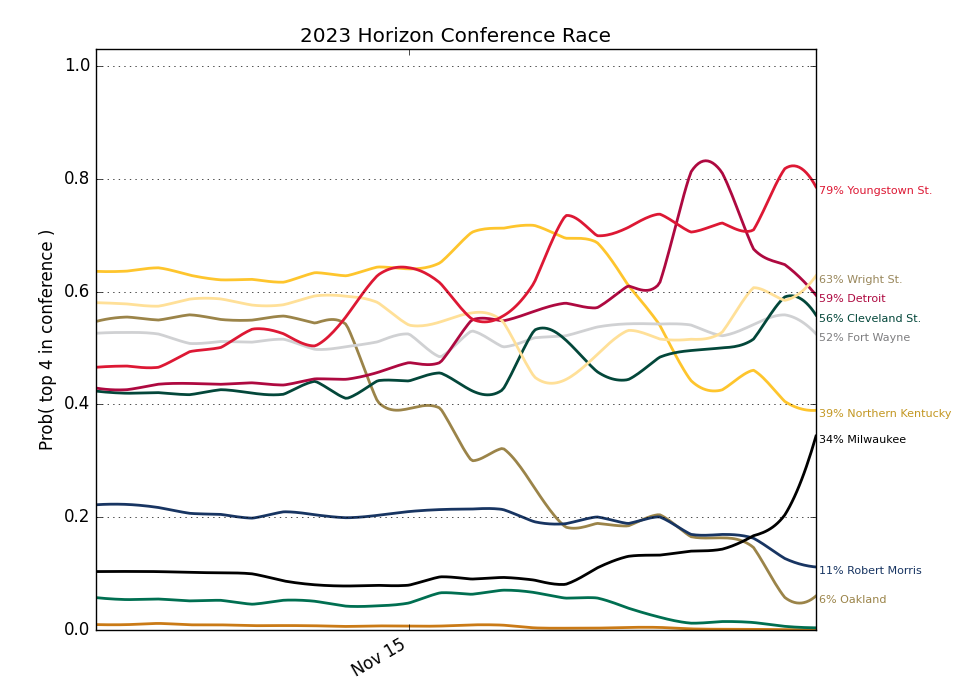 2023 Horizon Conference Race
Prob( top 4 in conference )
1.0
0.8
0.6
0.4
0.2
0.0
Nov 15
79% Youngstown St.
63% Wright St.
59% Detroit
56% Cleveland St.
52% Fort Wayne
39% Northern Kentucky
34% Milwaukee
11% Robert Morris
6% Oakland